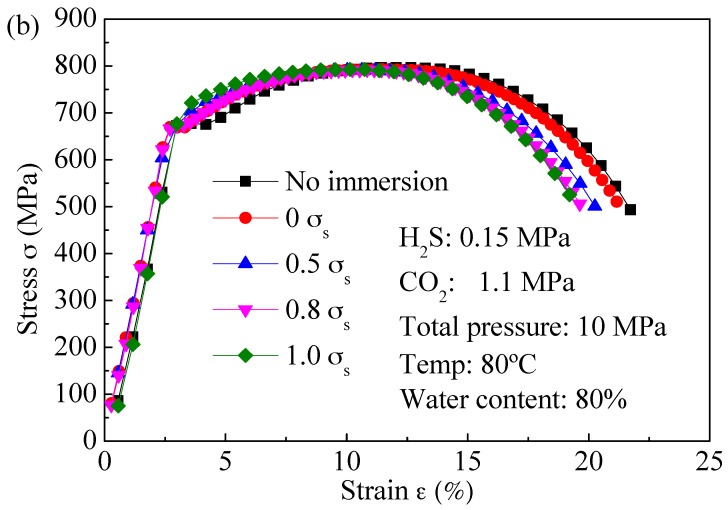 (b)
900
800
700
600
500
400
300
200
100
0
Stress σ (MPa)
No immersion
0 σs
0.5 σs
0.8 σs
1.0 σs
H2S: 0.15 MPa
CO2: 1.1 MPa
Total pressure: 10 MPa
Temp: 80ºC
Water content: 80%
0 5 10 15 20 25
Strain ε (%)